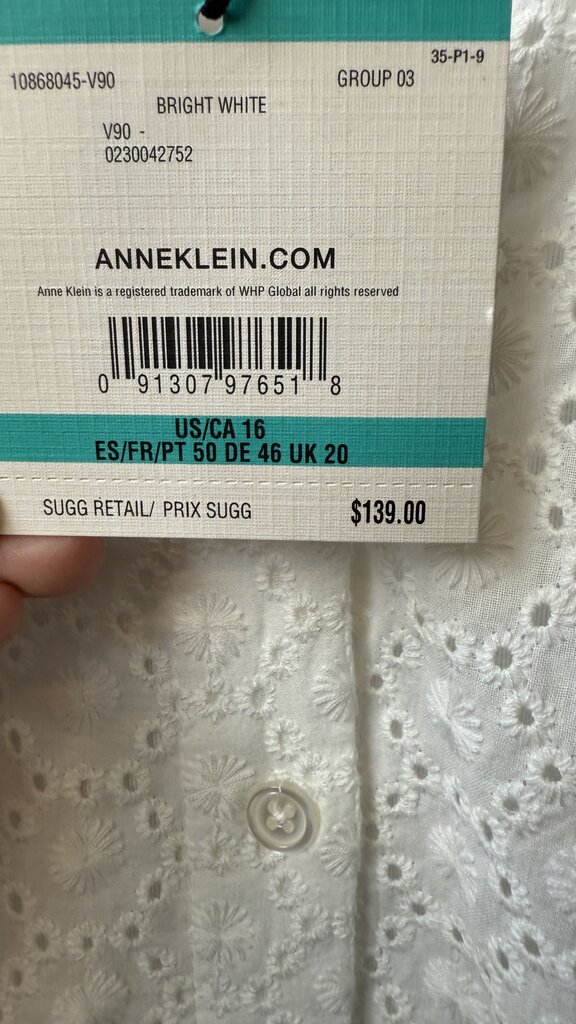 35-P1-9
10868045-V90 GROUP 03
BRIGHT WHITE
V90 -
0230042752
ANNEKLEIN.COM
Anne Klein is a registered trademark of WHP Global all rights reserved
0 91307 97651 8
US/CA 16
ES/FR/PT 50 DE 46 UK 20
SUGG RETAIL/ PRIX SUGG $139.00